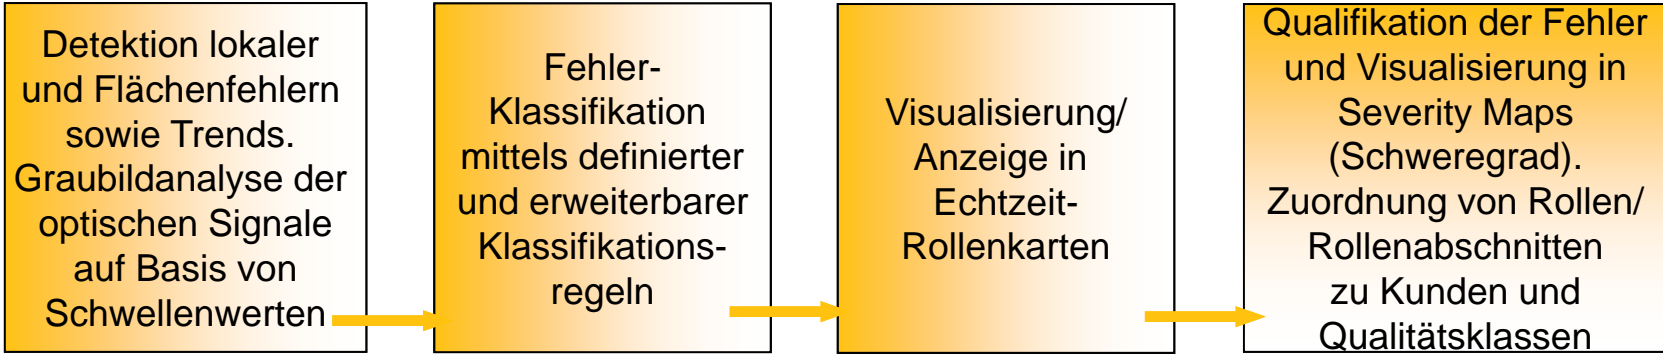 Detektion lokaler
und Flächenfehlern
sowie Trends.
Graubildanalyse der
optischen Signale
auf Basis von
Schwellenwerten
Fehler-
Klassifikation
mittels definierter
und erweiterbarer
Klassifikations-
regeln
Visualisierung/
Anzeige in
Echtzeit-
Rollenkarten
Qualifikation der Fehler
und Visualisierung in
Severity Maps
(Schweregrad).
Zuordnung von Rollen/
Rollenabschnitten
zu Kunden und
Qualitätsklassen